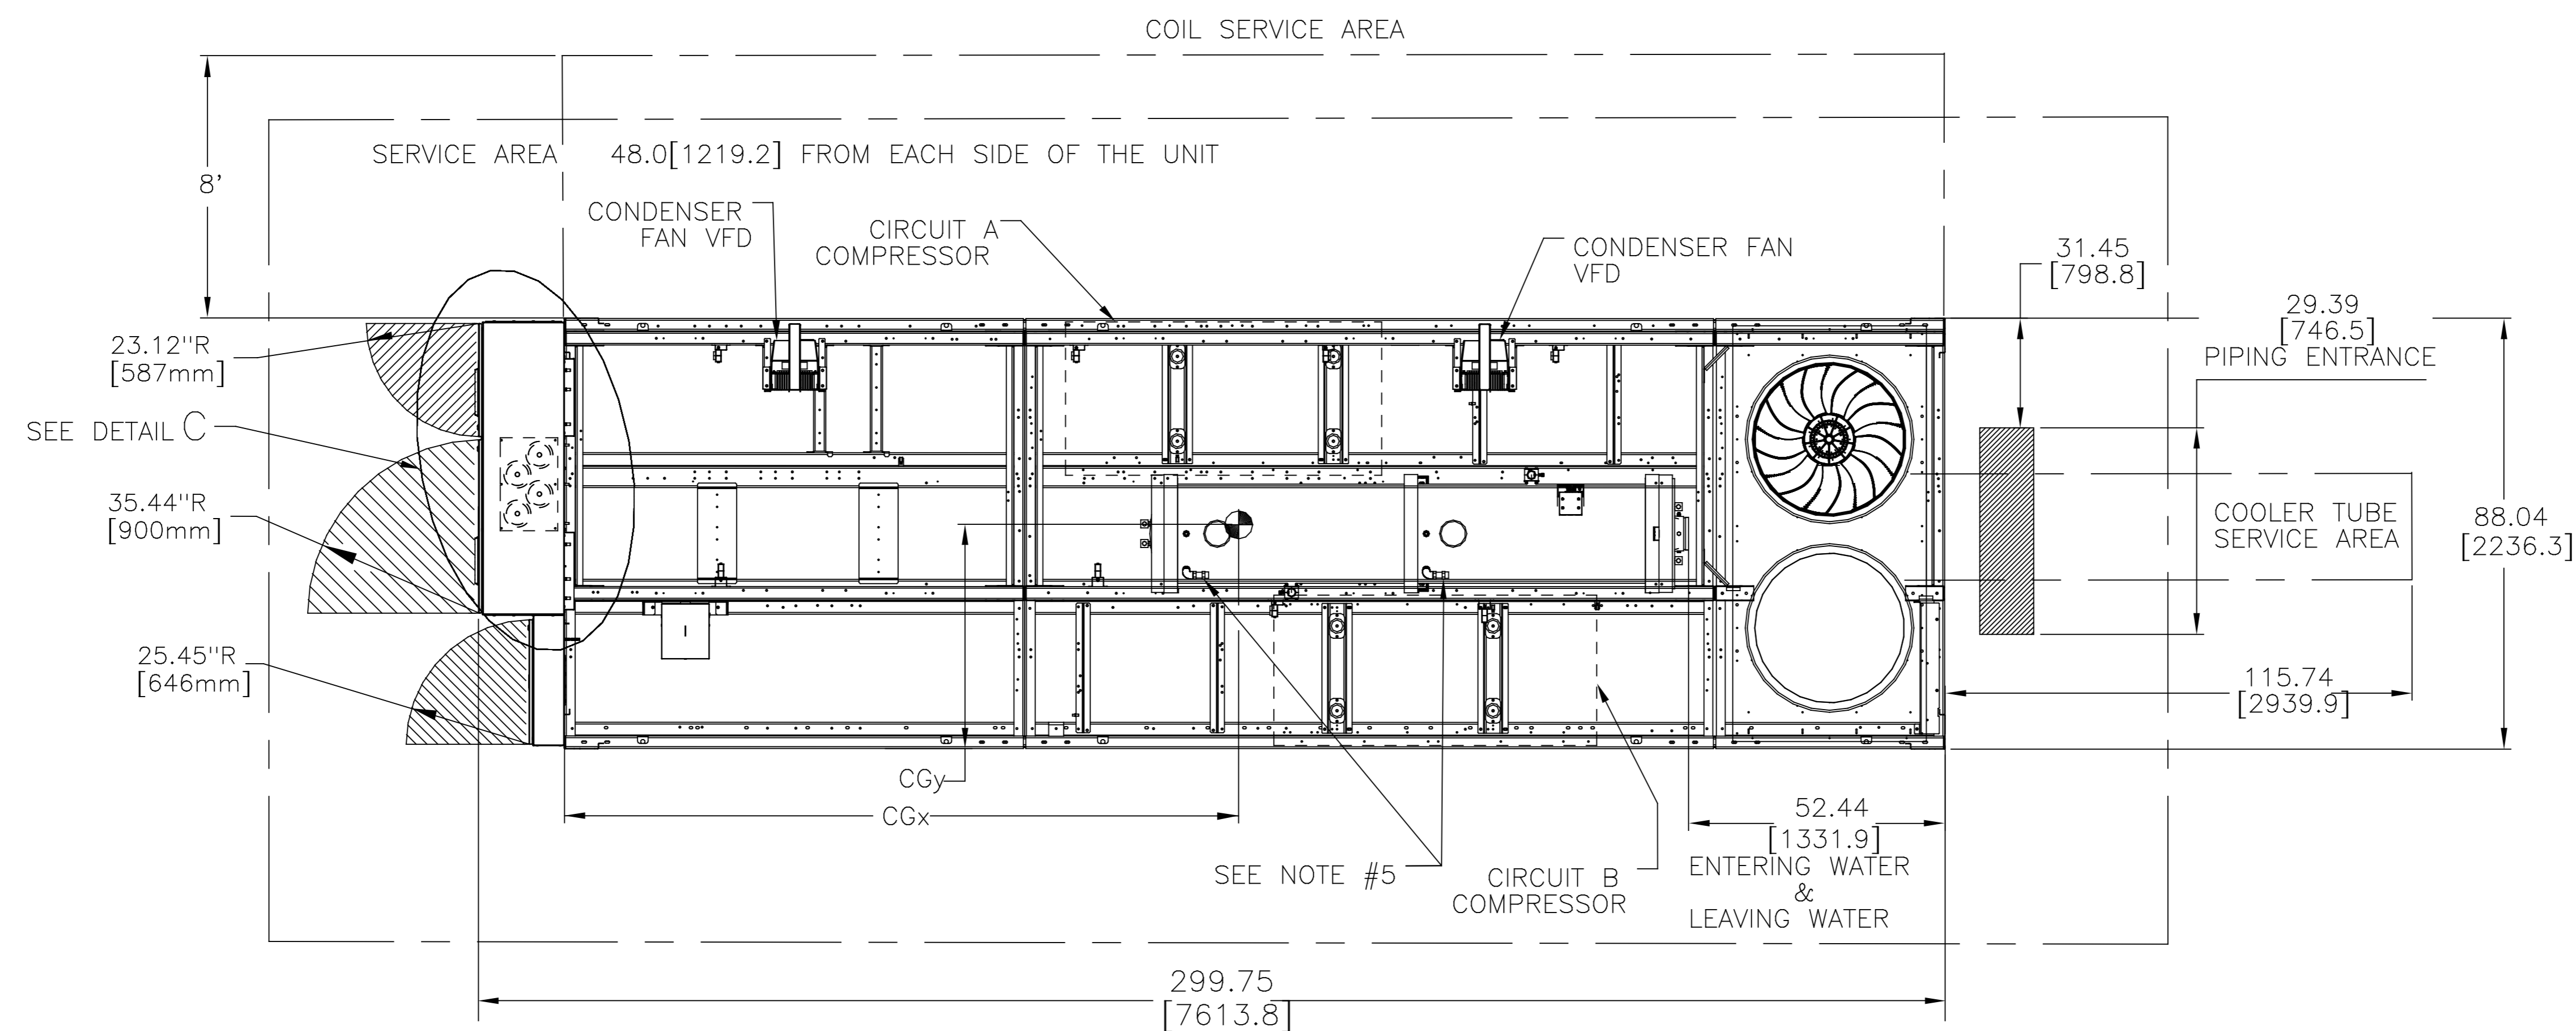 COIL SERVICE AREA
8'
SERVICE AREA 48.0[1219.2] FROM EACH SIDE OF THE UNIT
CONDENSER
FAN VFD
CIRCUIT A
COMPRESSOR
CONDENSER FAN
VFD
31.45
[798.8]
29.39
[746.5]
PIPING ENTRANCE
23.12"R
[587mm]
SEE DETAIL C
35.44"R
[900mm]
COOLER TUBE
SERVICE AREA
88.04
[2236.3]
25.45"R
[646mm]
115.74
[2939.9]
CGy
CGx
52.44
[1331.9]
ENTERING WATER
&
LEAVING WATER
SEE NOTE #5
CIRCUIT B
COMPRESSOR
299.75
[7613.8]